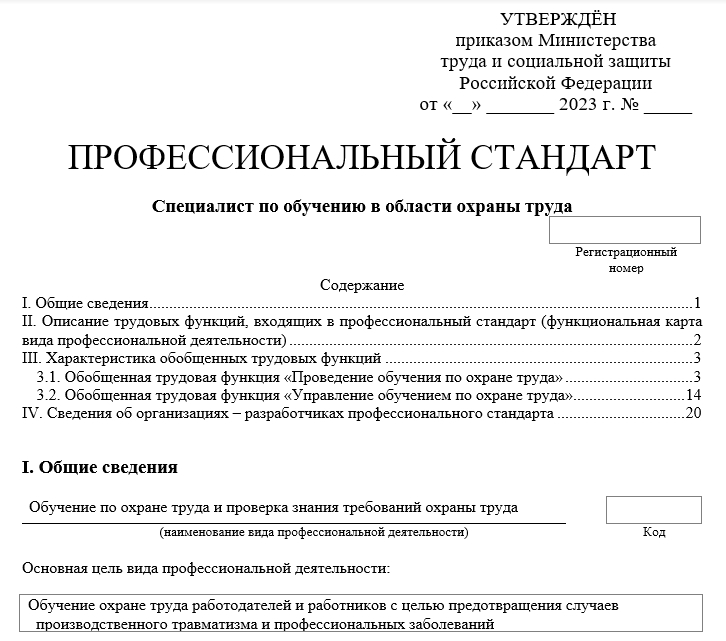 УТВЕРЖДЁН
приказом Министерства
труда и социальной защиты
Российской Федерации
от «__» _______ 2023 г. № _____
ПРОФЕССИОНАЛЬНЫЙ СТАНДАРТ
Специалист по обучению в области охраны труда
Регистрационный
номер
Содержание
I. Общие сведения.......................................................1
II. Описание трудовых функций, входящих в профессиональный стандарт (функциональная карта
вида профессиональной деятельности).......................................................2
III. Характеристика обобщенных трудовых функций.......................................................3
3.1. Обобщенная трудовая функция «Проведение обучения по охране труда».............................3
3.2. Обобщенная трудовая функция «Управление обучением по охране труда».............................14
IV. Сведения об организациях – разработчиках профессионального стандарта.............................20
I. Общие сведения
Обучение по охране труда и проверка знания требований охраны труда
(наименование вида профессиональной деятельности)
Код
Основная цель вида профессиональной деятельности:
Обучение охране труда работодателей и работников с целью предотвращения случаев
производственного травматизма и профессиональных заболеваний